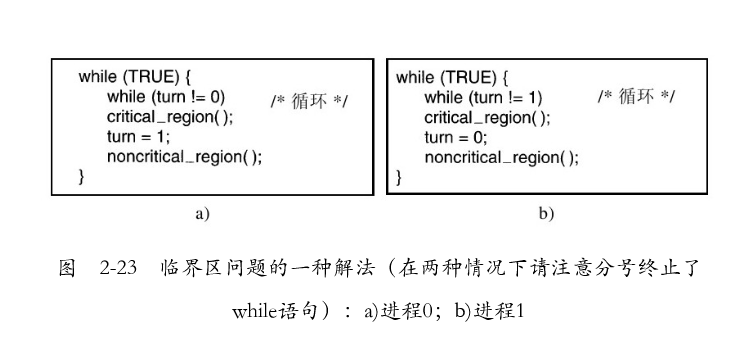 while (TRUE) {
while (turn != 0) /* 循环 */
critical_region( );
turn = 1;
noncritical_region( );
}
a)
while (TRUE) {
while (turn != 1) /* 循环 */
critical_region( );
turn = 0;
noncritical_region( );
}
b)
图 2-23 临界区问题的一种解法（在两种情况下请注意分号终止了
while语句）：a)进程0；b)进程1